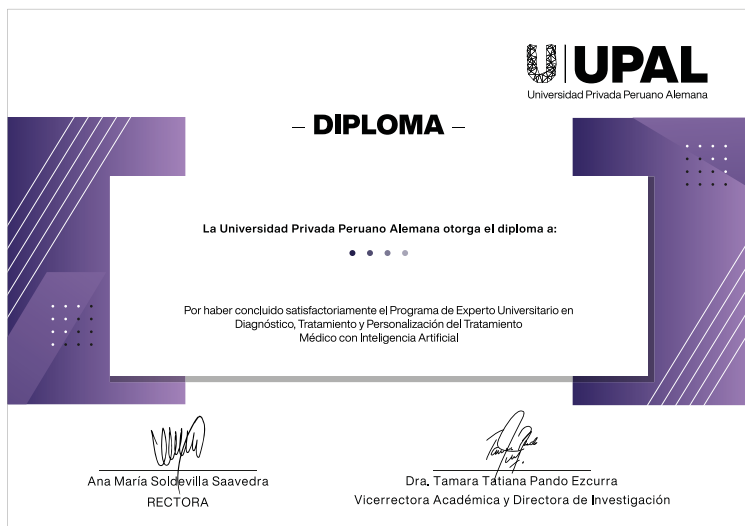 UPAL
Universidad Privada Peruano Alemana
– DIPLOMA –
La Universidad Privada Peruano Alemana otorga el diploma a:
Por haber concluido satisfactoriamente el Programa de Experto Universitario en
Diagnóstico, Tratamiento y Personalización del Tratamiento
Médico con Inteligencia Artificial
Ana María Soldevilla Saavedra
RECTORA
Dra. Tamara Tatiana Pando Ezcurra
Vicerrectora Académica y Directora de Investigación